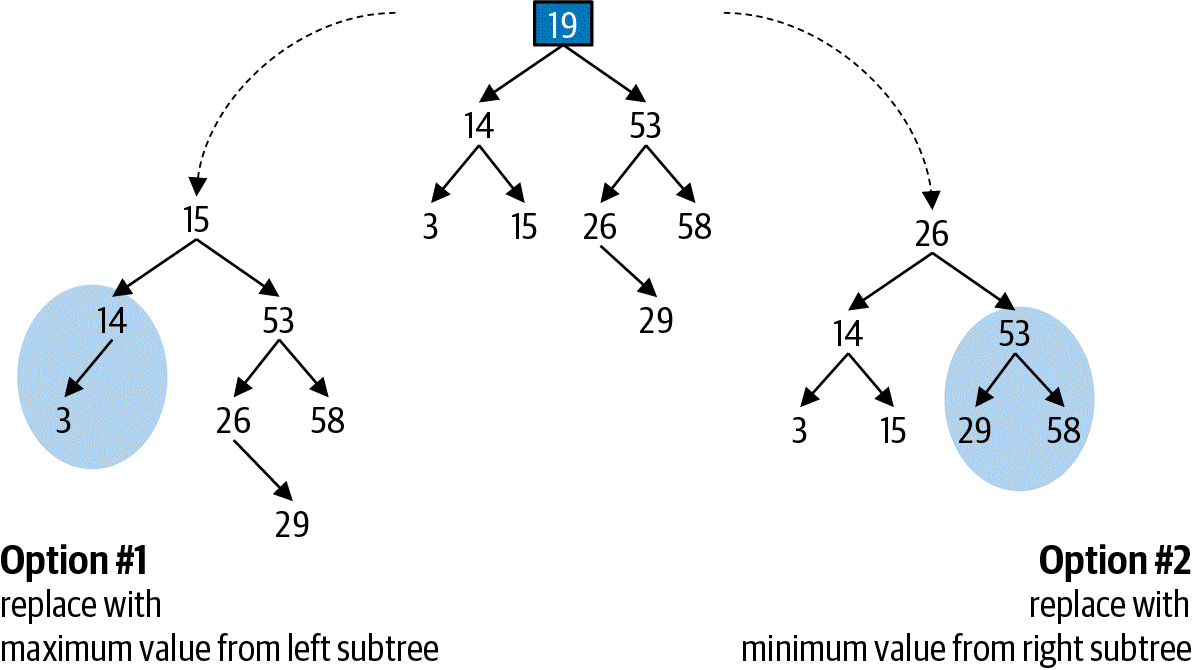 19
14 53
3 15 26 58
29
15
14 53
3 26 58
29
26
14 53
3 15 29 58
Option #1
replace with
maximum value from left subtree
Option #2
replace with
minimum value from right subtree